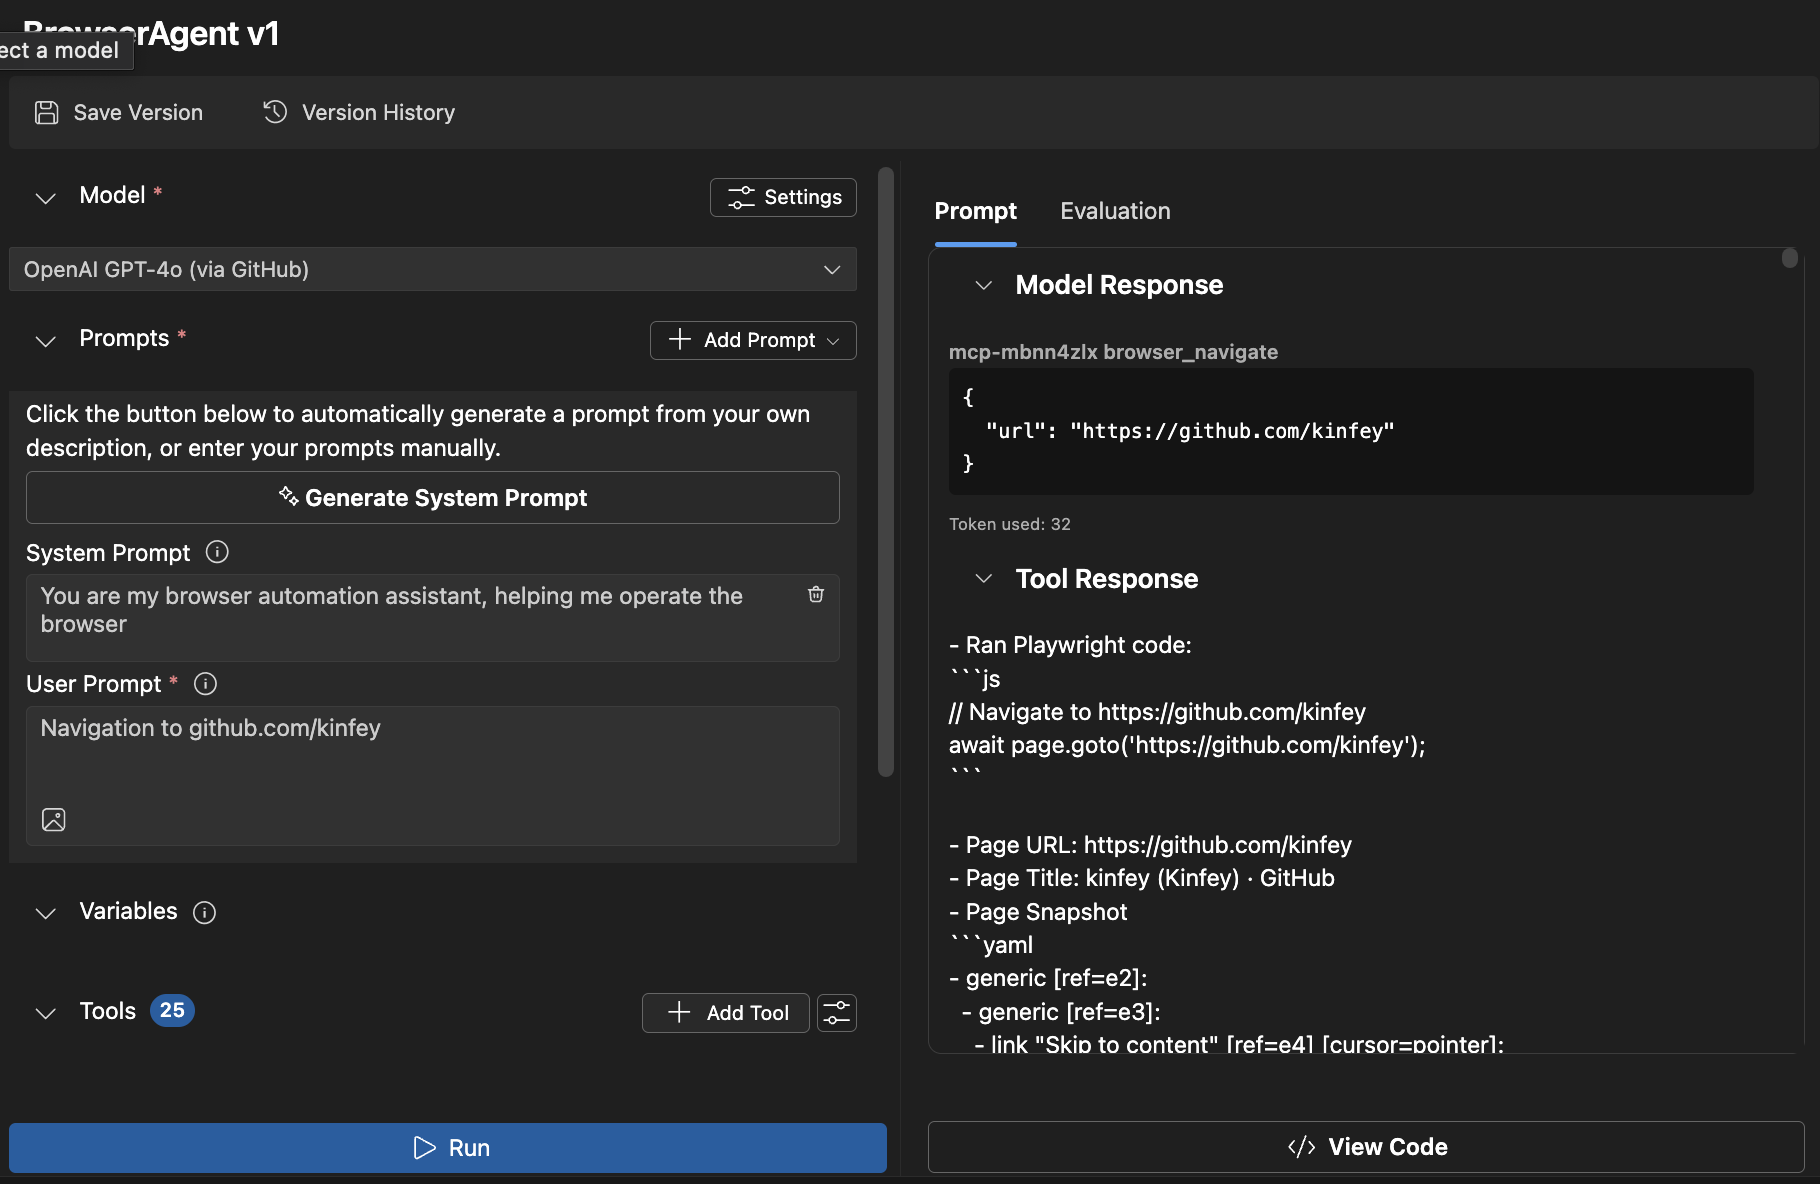 BrowserAgent v1
ect a model
Save Version
Version History
Model *
Settings
OpenAI GPT-4o (via GitHub)
Prompts *
Add Prompt
Click the button below to automatically generate a prompt from your own
description, or enter your prompts manually.
Generate System Prompt
System Prompt
You are my browser automation assistant, helping me operate the
browser
User Prompt *
Navigation to github.com/kinfey
Variables
Tools 25
Add Tool
Run
Prompt
Evaluation
Model Response
mcp-mbnn4zlx browser_navigate
{
"url": "https://github.com/kinfey"
}
Token used: 32
Tool Response
- Ran Playwright code:
```js
// Navigate to https://github.com/kinfey
await page.goto('https://github.com/kinfey');
```
- Page URL: https://github.com/kinfey
- Page Title: kinfey (Kinfey) · GitHub
- Page Snapshot
```yaml
- generic [ref=e2]:
- generic [ref=e3]:
- link "Skip to content" [ref=e4] [cursor=pointer]:
</> View Code